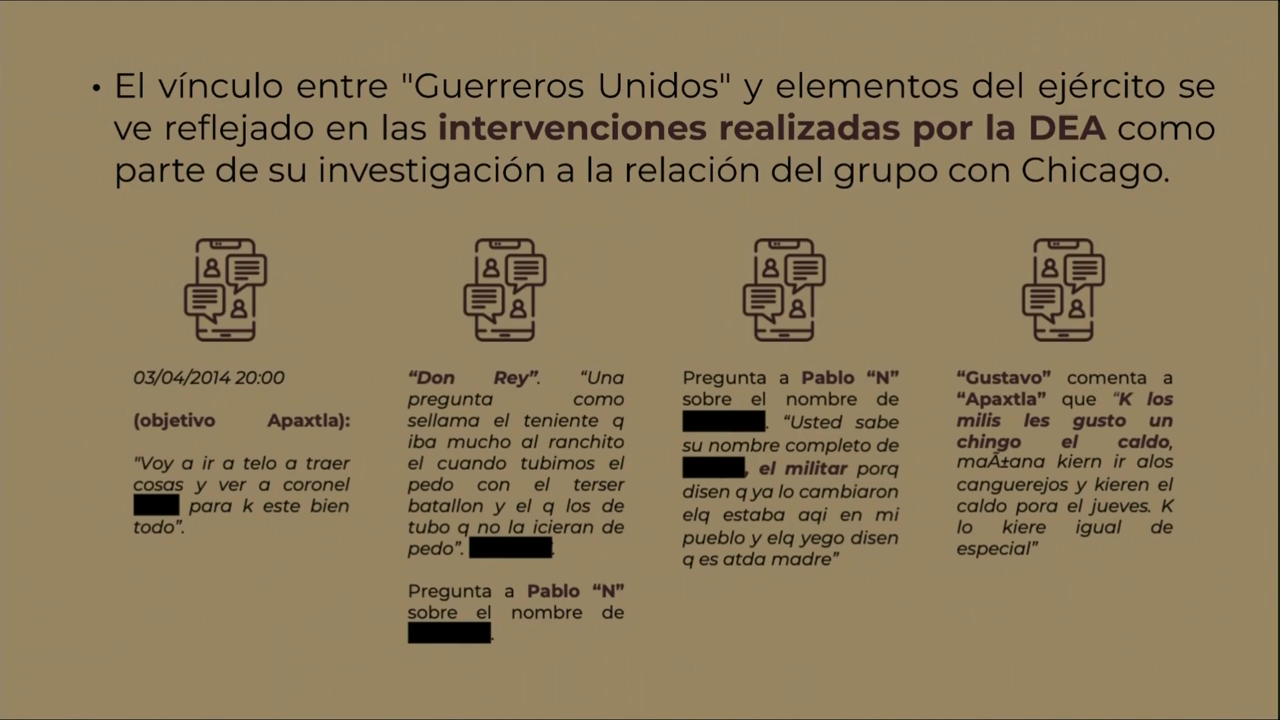 • El vínculo entre "Guerreros Unidos" y elementos del ejército se
ve reflejado en las intervenciones realizadas por la DEA como
parte de su investigación a la relación del grupo con Chicago.
03/04/2014 20:00
(objetivo Apaxtla):
"Voy a ir a telo a traer
cosas y ver a coronel
para k este bien
todo”.
“Don Rey”. “Una
pregunta como
sellama el teniente q
iba mucho al ranchito
el cuando tubimos el
pedo con el terser
batallon y el q los de
tubo q no la icieran de
pedo”. .
Pregunta a Pablo “N”
sobre el nombre de
.
Pregunta a Pablo “N”
sobre el nombre de
. “Usted sabe
su nombre completo de
, el militar porq
disen q ya lo cambiaron
elq estaba aqi en mi
pueblo y elq yego disen
q es atda madre”
“Gustavo” comenta a
“Apaxtla” que “K los
milis les gusto un
chingo el caldo,
maÃ±ana kiern ir alos
canguerejos y kieren el
caldo pora el jueves. K
lo kiere igual de
especial”